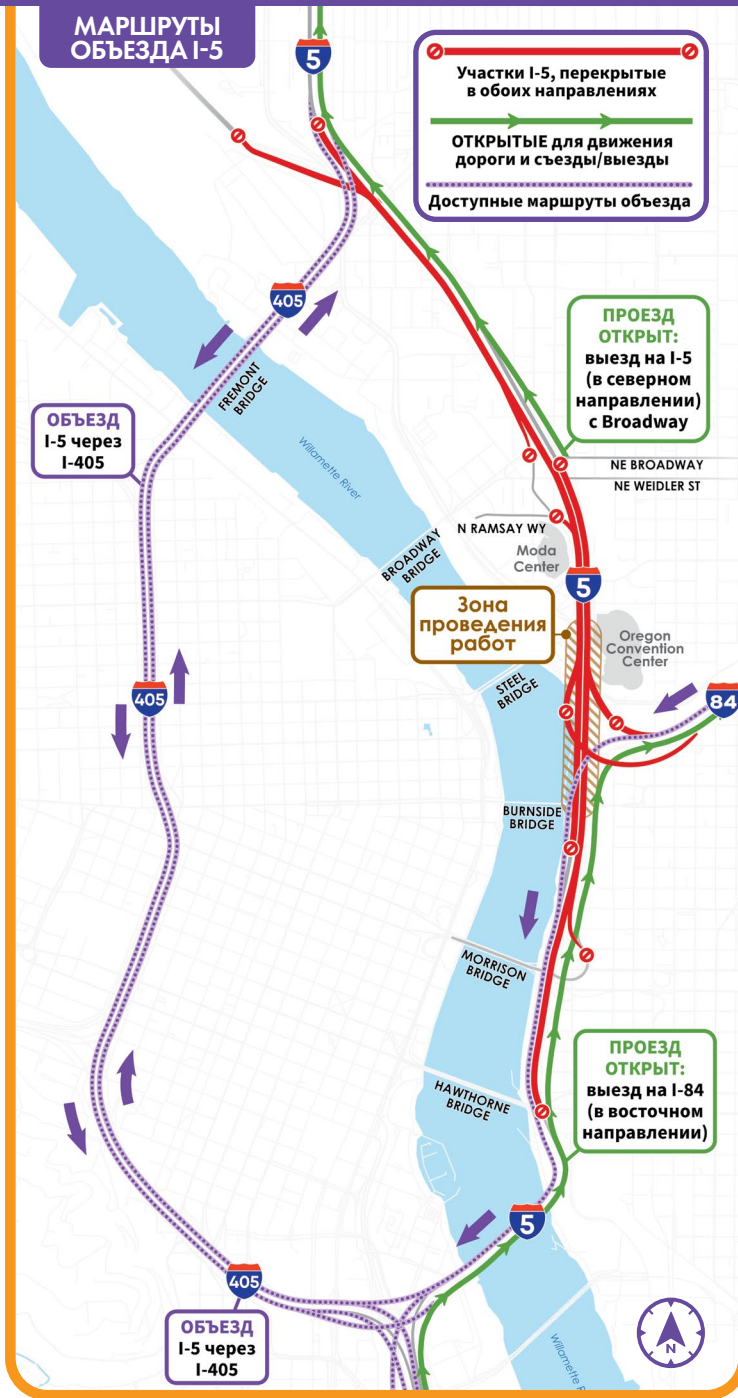 МАРШРУТЫ
ОБЪЕЗДА I-5
5
Участки I-5, перекрытые
в обоих направлениях
ОТКРЫТЫЕ для движения
дороги и съезды/выезды
Доступные маршруты объезда
405
FREMONT
BRIDGE
ПРОЕЗД
ОТКРЫТ:
выезд на I-5
(в северном
направлении)
с Broadway
ОБЪЕЗД
I-5 через
I-405
Willamette River
NE BROADWAY
NE WEIDLER ST
N RAMSAY WY
BROADWAY
BRIDGE
Moda
Center
5
Зона
проведения
работ
Oregon
Convention
Center
STEEL
BRIDGE
405
84
BURNSIDE
BRIDGE
MORRISON
BRIDGE
ПРОЕЗД
ОТКРЫТ:
выезд на I-84
(в восточном
направлении)
HAWTHORNE
BRIDGE
5
405
ОБЪЕЗД
I-5 через
I-405
N
Willamette